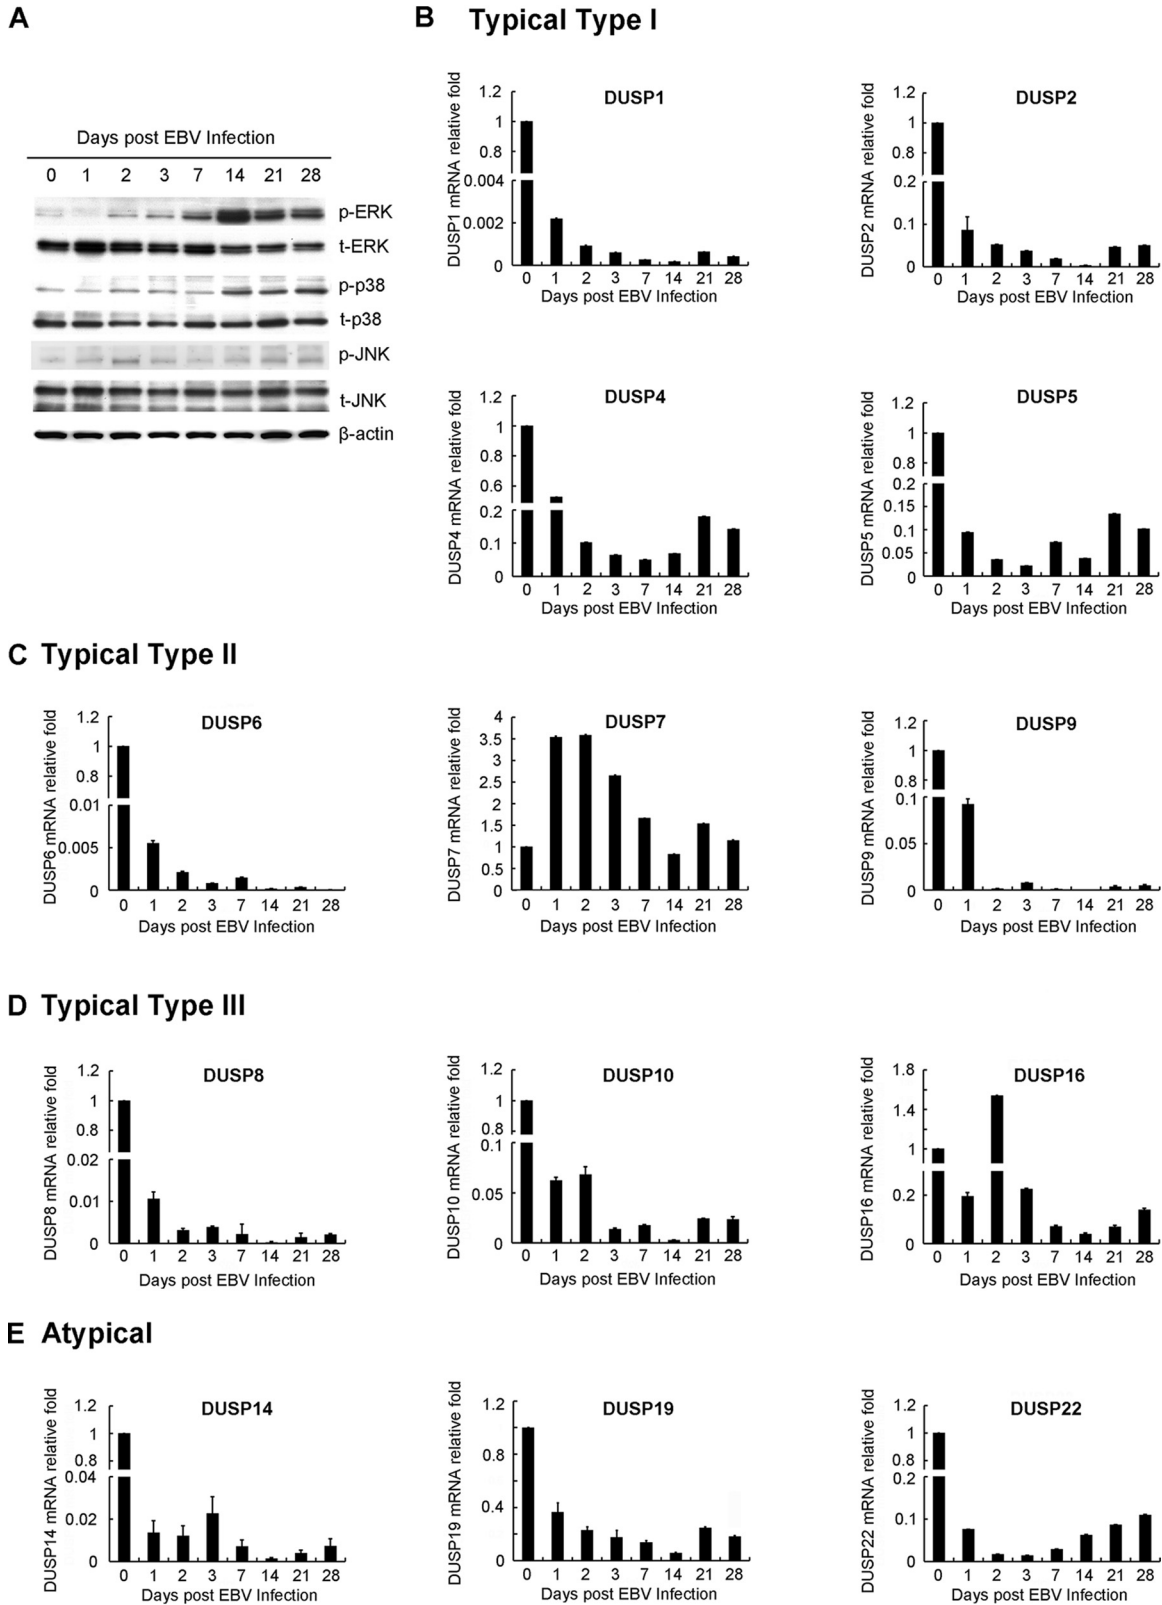 A
Days post EBV Infection
0 1 2 3 7 14 21 28
p-ERK
t-ERK
p-p38
t-p38
p-JNK
t-JNK
β-actin
B Typical Type I
DUSP1
DUSP1 mRNA relative fold
1.2
1
0.8
0.004
0.002
0
0 1 2 3 7 14 21 28
Days post EBV Infection
DUSP2
DUSP2 mRNA relative fold
1.2
1
0.8
0.2
0.1
0
0 1 2 3 7 14 21 28
Days post EBV Infection
DUSP4
DUSP4 mRNA relative fold
1.2
1
0.8
0.6
0.2
0.1
0
0 1 2 3 7 14 21 28
Days post EBV Infection
DUSP5
DUSP5 mRNA relative fold
1.2
1
0.8
0.2
0.15
0.1
0.05
0
0 1 2 3 7 14 21 28
Days post EBV Infection
C Typical Type II
DUSP6
DUSP6 mRNA relative fold
1.2
1
0.8
0.01
0.005
0
0 1 2 3 7 14 21 28
Days post EBV Infection
DUSP7
DUSP7 mRNA relative fold
4
3.5
3
2.5
2
1.5
1
0.5
0
0 1 2 3 7 14 21 28
Days post EBV Infection
DUSP9
DUSP9 mRNA relative fold
1.2
1
0.8
0.1
0.05
0
0 1 2 3 7 14 21 28
Days post EBV Infection
D Typical Type III
DUSP8
DUSP8 mRNA relative fold
1.2
1
0.8
0.02
0.01
0
0 1 2 3 7 14 21 28
Days post EBV Infection
DUSP10
DUSP10 mRNA relative fold
1.2
1
0.8
0.1
0.05
0
0 1 2 3 7 14 21 28
Days post EBV Infection
DUSP16
DUSP16 mRNA relative fold
1.8
1.4
1
0.2
0
0 1 2 3 7 14 21 28
Days post EBV Infection
E Atypical
DUSP14
DUSP14 mRNA relative fold
1.2
1
0.8
0.04
0.02
0
0 1 2 3 7 14 21 28
Days post EBV Infection
DUSP19
DUSP19 mRNA relative fold
1.2
0.8
0.4
0
0 1 2 3 7 14 21 28
Days post EBV Infection
DUSP22
DUSP22 mRNA relative fold
1.2
1
0.8
0.2
0.1
0
0 1 2 3 7 14 21 28
Days post EBV Infection